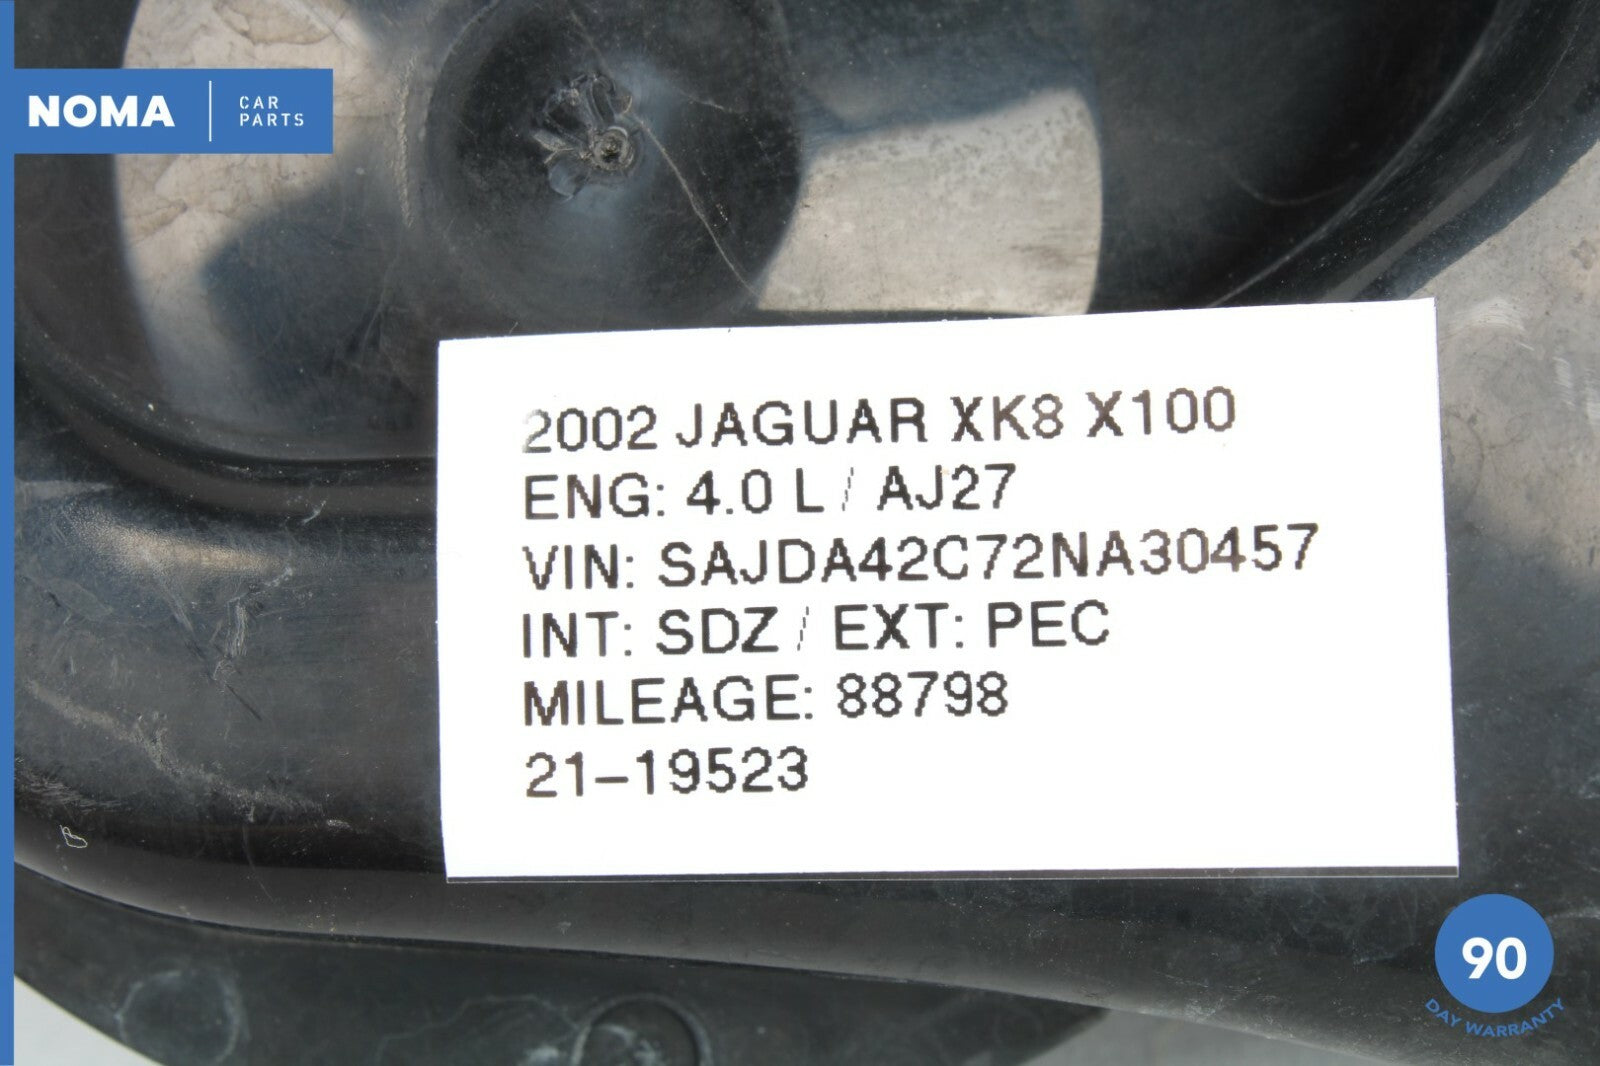 NOMA
CAR
PARTS
2002 JAGUAR XK8 X100
ENG: 4.0 L / AJ27
VIN: SAJDA42C72NA30457
INT: SDZ / EXT: PEC
MILEAGE: 88798
21-19523
90
DAY WARRANTY